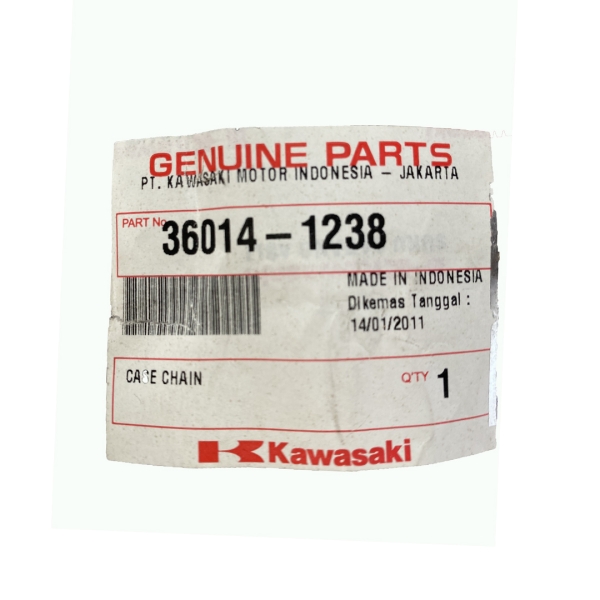 GENUINE PARTS
PT. KAWASAKI MOTOR INDONESIA – JAKARTA
PART No. 36014 – 1238
MADE IN INDONESIA
Dikemas Tanggal :
14/01/2011
CASE CHAIN
Q'TY 1
Kawasaki